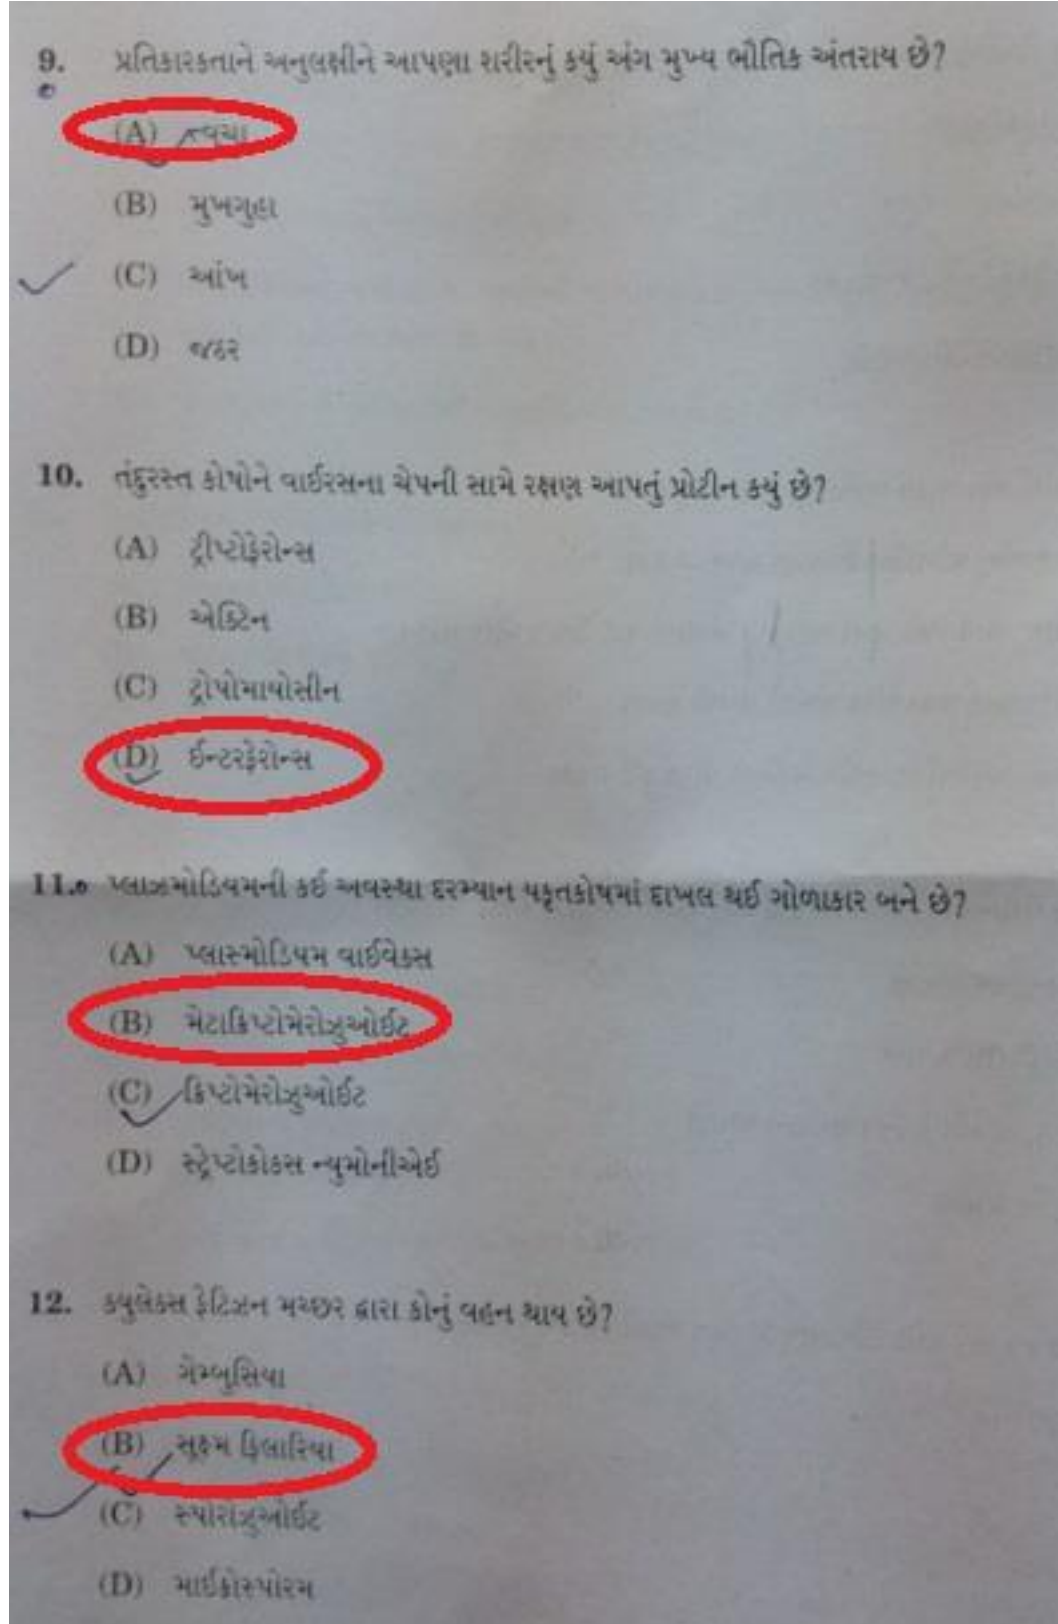 9. પ્રતિકારકતાને અનુલક્ષીને આપણા શરીરનું કયું અંગ મુખ્ય ભૌતિક અંતરાય છે?
(A) ત્વચા
(B) મુખગુહા
(C) આંખ
(D) જઠર
10. તંદુરસ્ત કોષોને વાઈરસના ચેપની સામે રક્ષણ આપતું પ્રોટીન કયું છે?
(A) ટ્રીપ્ટોફેરોન્સ
(B) એક્ટિન
(C) ટ્રોપોમાયોસીન
(D) ઈન્ટરફેરોન્સ
11. પ્લાઝમોડિયમની કઈ અવસ્થા દરમ્યાન યકૃતકોષમાં દાખલ થઈ ગોળાકાર બને છે?
(A) પ્લાસ્મોડિયમ વાઈવેક્સ
(B) મેટાક્રિપ્ટોમેરોઝુઓઈટ
(C) ક્રિપ્ટોમેરોઝુઓઈટ
(D) સ્ટ્રેપ્ટોકોકસ ન્યુમોનીએઈ
12. ક્યુલેક્સ ફેટિઝન મચ્છર દ્વારા કોનું વહન થાય છે?
(A) ગેમ્બુસિયા
(B) સૂક્ષ્મ ફિલારિયા
(C) સ્પોરોઝુઓઈટ
(D) માઈક્રોસ્પોરમ